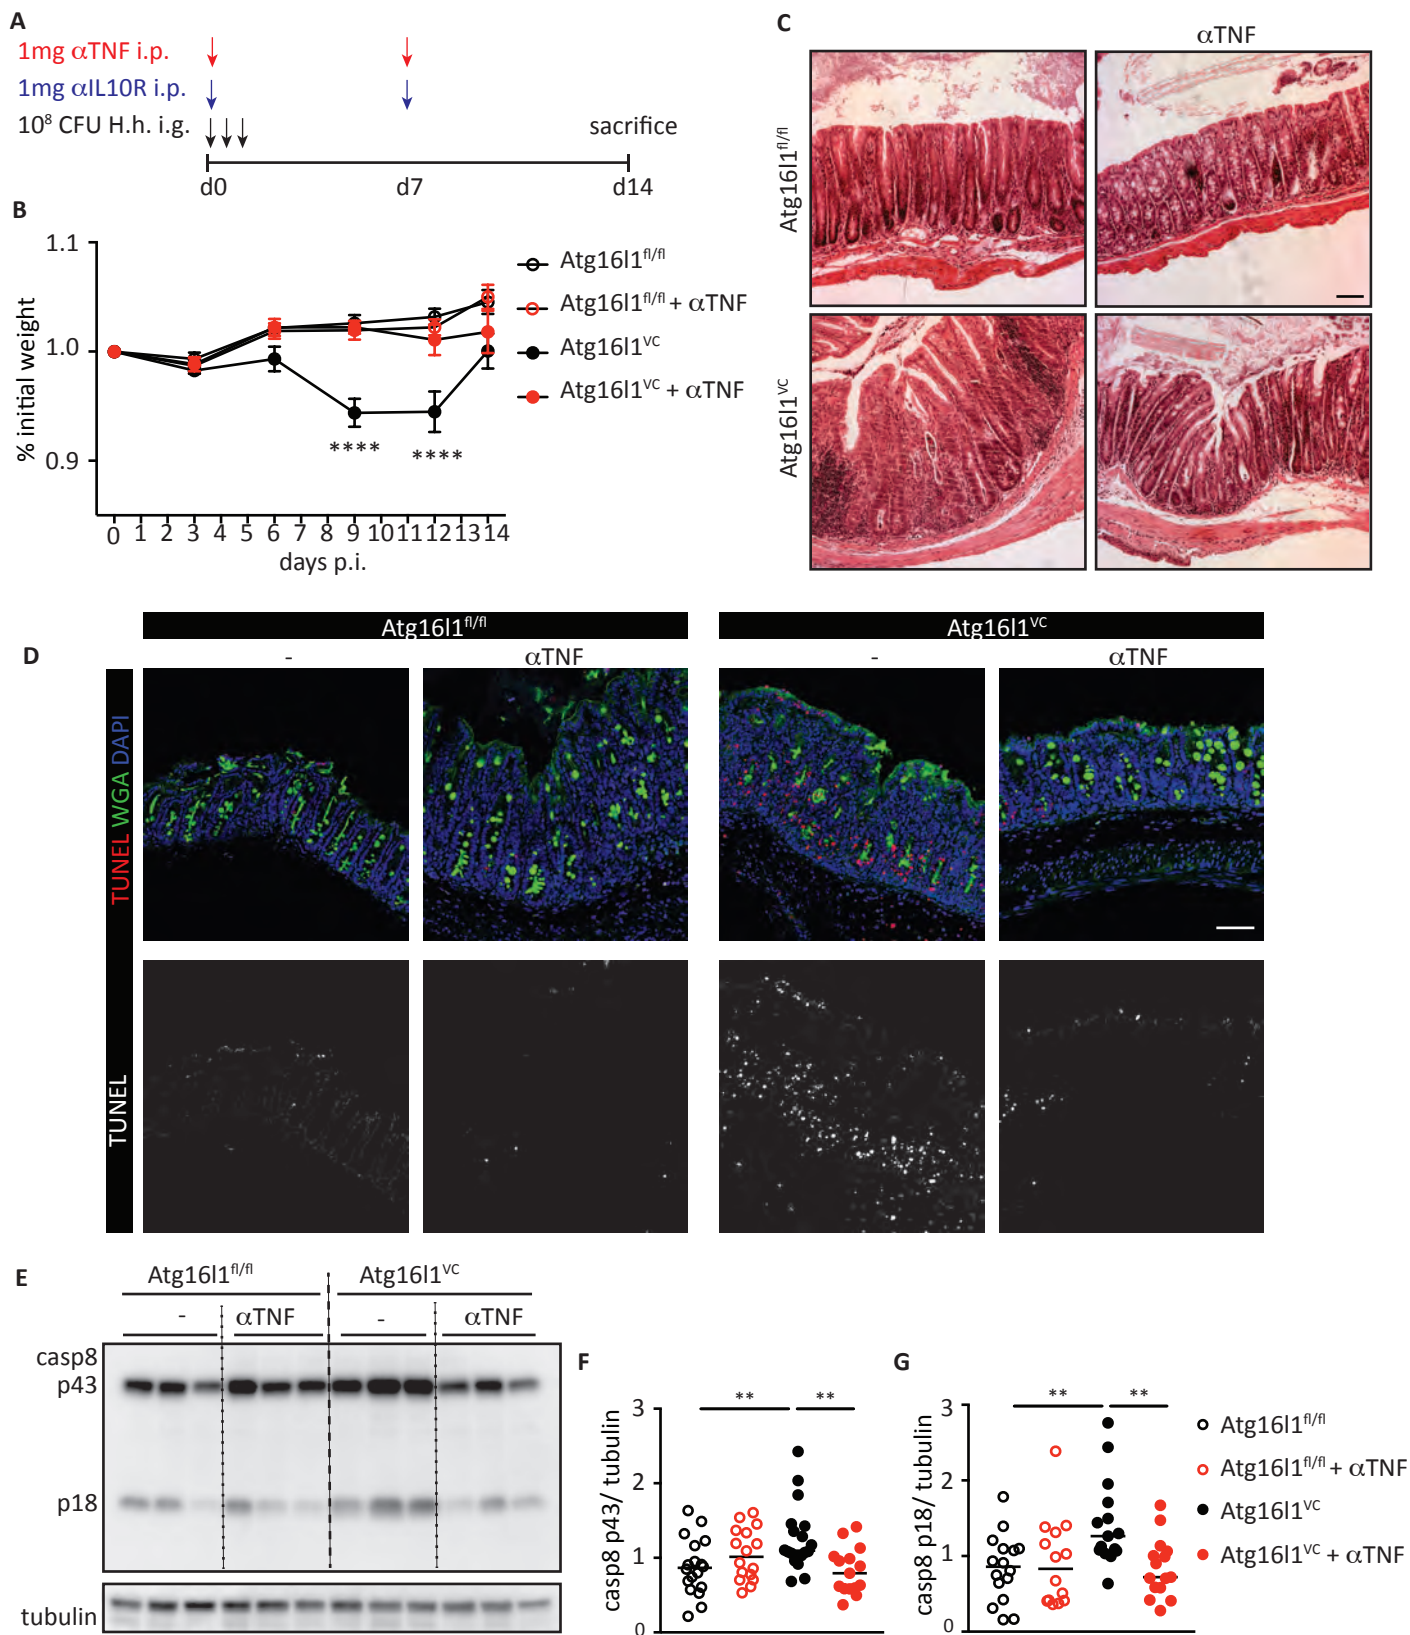 A
1mg αTNF i.p.
1mg αIL10R i.p.
10⁸ CFU H.h. i.g.
sacrifice
d0 d7 d14
B
1.1
1.0
0.9
% initial weight
0 1 2 3 4 5 6 7 8 9 10 11 12 13 14
days p.i.
**** ****
Atg16l1fl/fl
Atg16l1fl/fl + αTNF
Atg16l1VC
Atg16l1VC + αTNF
C
αTNF
Atg16l1fl/fl
Atg16l1VC
D
Atg16l1fl/fl Atg16l1VC
- αTNF - αTNF
TUNEL WGA DAPI
TUNEL
E
Atg16l1fl/fl Atg16l1VC
- αTNF - αTNF
casp8
p43
p18
tubulin
F
** **
3
2
1
0
casp8 p43/ tubulin
G
** **
3
2
1
0
casp8 p18/ tubulin
Atg16l1fl/fl
Atg16l1fl/fl + αTNF
Atg16l1VC
Atg16l1VC + αTNF